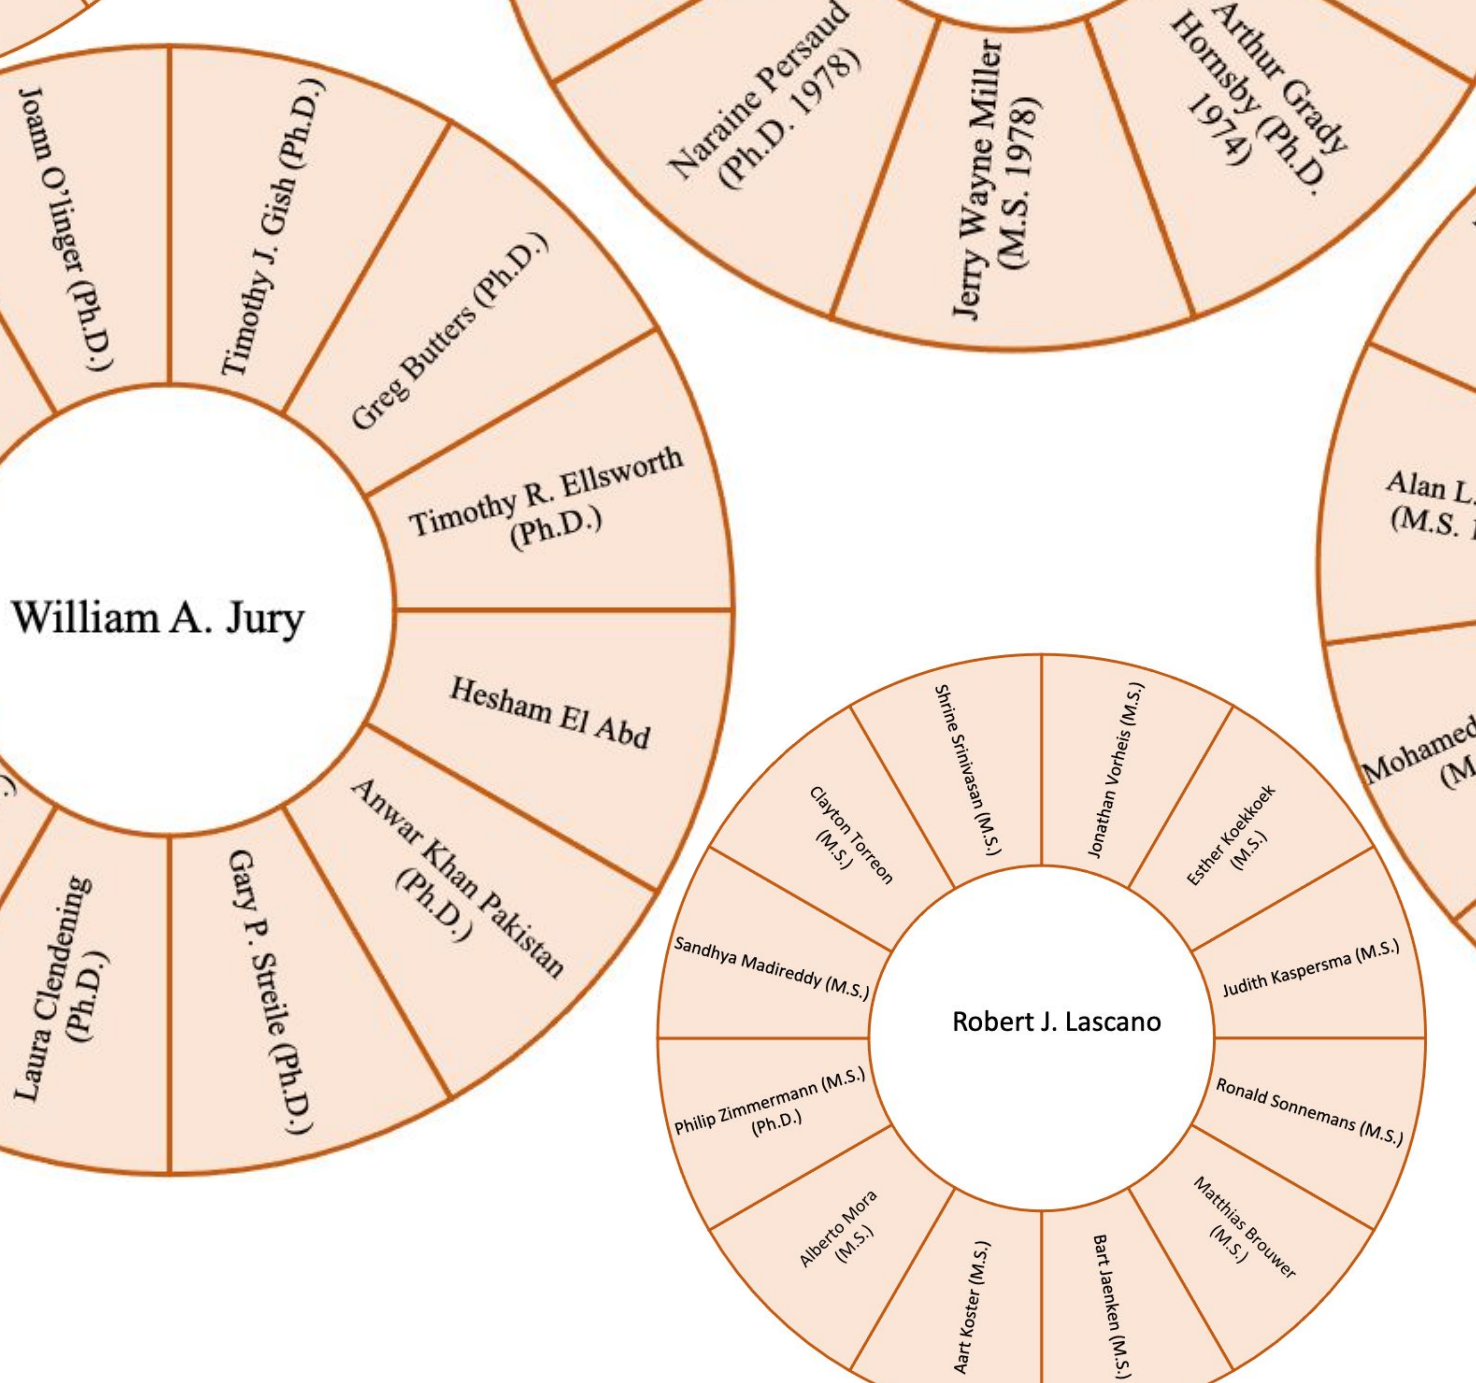 Joann O’linger (Ph.D.)
Timothy J. Gish (Ph.D.)
Greg Butters (Ph.D.)
Timothy R. Ellsworth
(Ph.D.)
Hesham El Abd
Anwar Khan Pakistan
(Ph.D.)
Gary P. Streile (Ph.D.)
Laura Clendening
(Ph.D.)
William A. Jury
Naraine Persaud
(Ph.D. 1978)
Jerry Wayne Miller
(M.S. 1978)
Arthur Grady
Hornsby (Ph.D.
1974)
Alan L.
(M.S.
Mohamed
(M
Shrine Srinivasan (M.S.)
Jonathan Vorheis (M.S.)
Esther Koekkoek
(M.S.)
Judith Kaspersma (M.S.)
Ronald Sonnemans (M.S.)
Matthias Brouwer
(M.S.)
Bart Jaenken (M.S.)
Aart Koster (M.S.)
Alberto Mora
(M.S.)
Philip Zimmermann (M.S.)
(Ph.D.)
Sandhya Madireddy (M.S.)
Clayton Torreon
(M.S.)
Robert J. Lascano